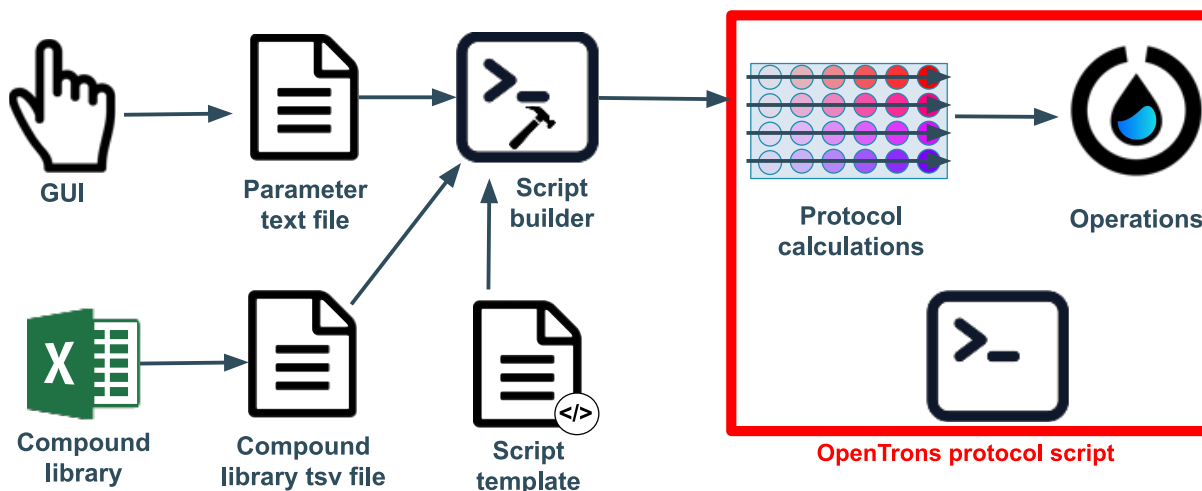 GUI
Parameter
text file
Script
builder
Protocol
calculations
Operations
X
Compound
library
Compound
library tsv file
</>
Script
template
OpenTrons protocol script